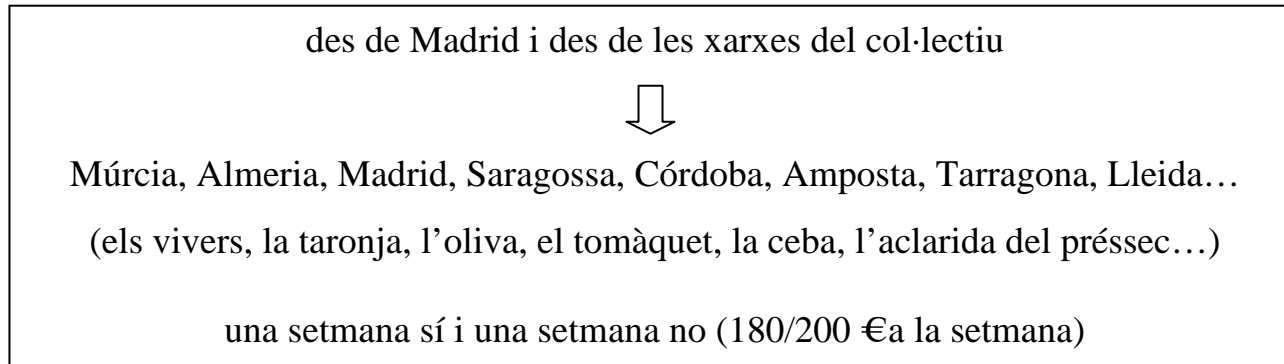 des de Madrid i des de les xarxes del col·lectiu
Múrcia, Almeria, Madrid, Saragossa, Córdoba, Amposta, Tarragona, Lleida…
(els vivers, la taronja, l’oliva, el tomàquet, la ceba, l’aclarida del préssec…)
una setmana sí i una setmana no (180/200 €a la setmana)